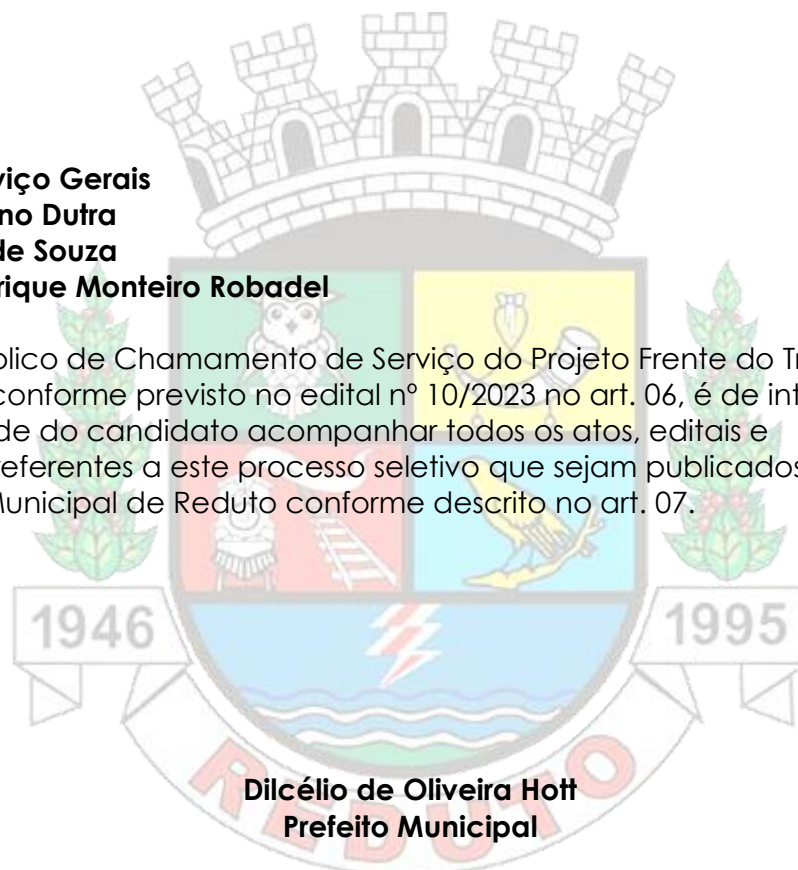 viço Gerais
no Dutra
de Souza
rique Monteiro Robadel
olico de Chamamento de Serviço do Projeto Frente do Tr
conforme previsto no edital nº 10/2023 no art. 06, é de int
de do candidato acompanhar todos os atos, editais e
referentes a este processo seletivo que sejam publicados
Municipal de Reduto conforme descrito no art. 07.
1946
1995
REDUTO
Dilcélio de Oliveira Hott
Prefeito Municipal